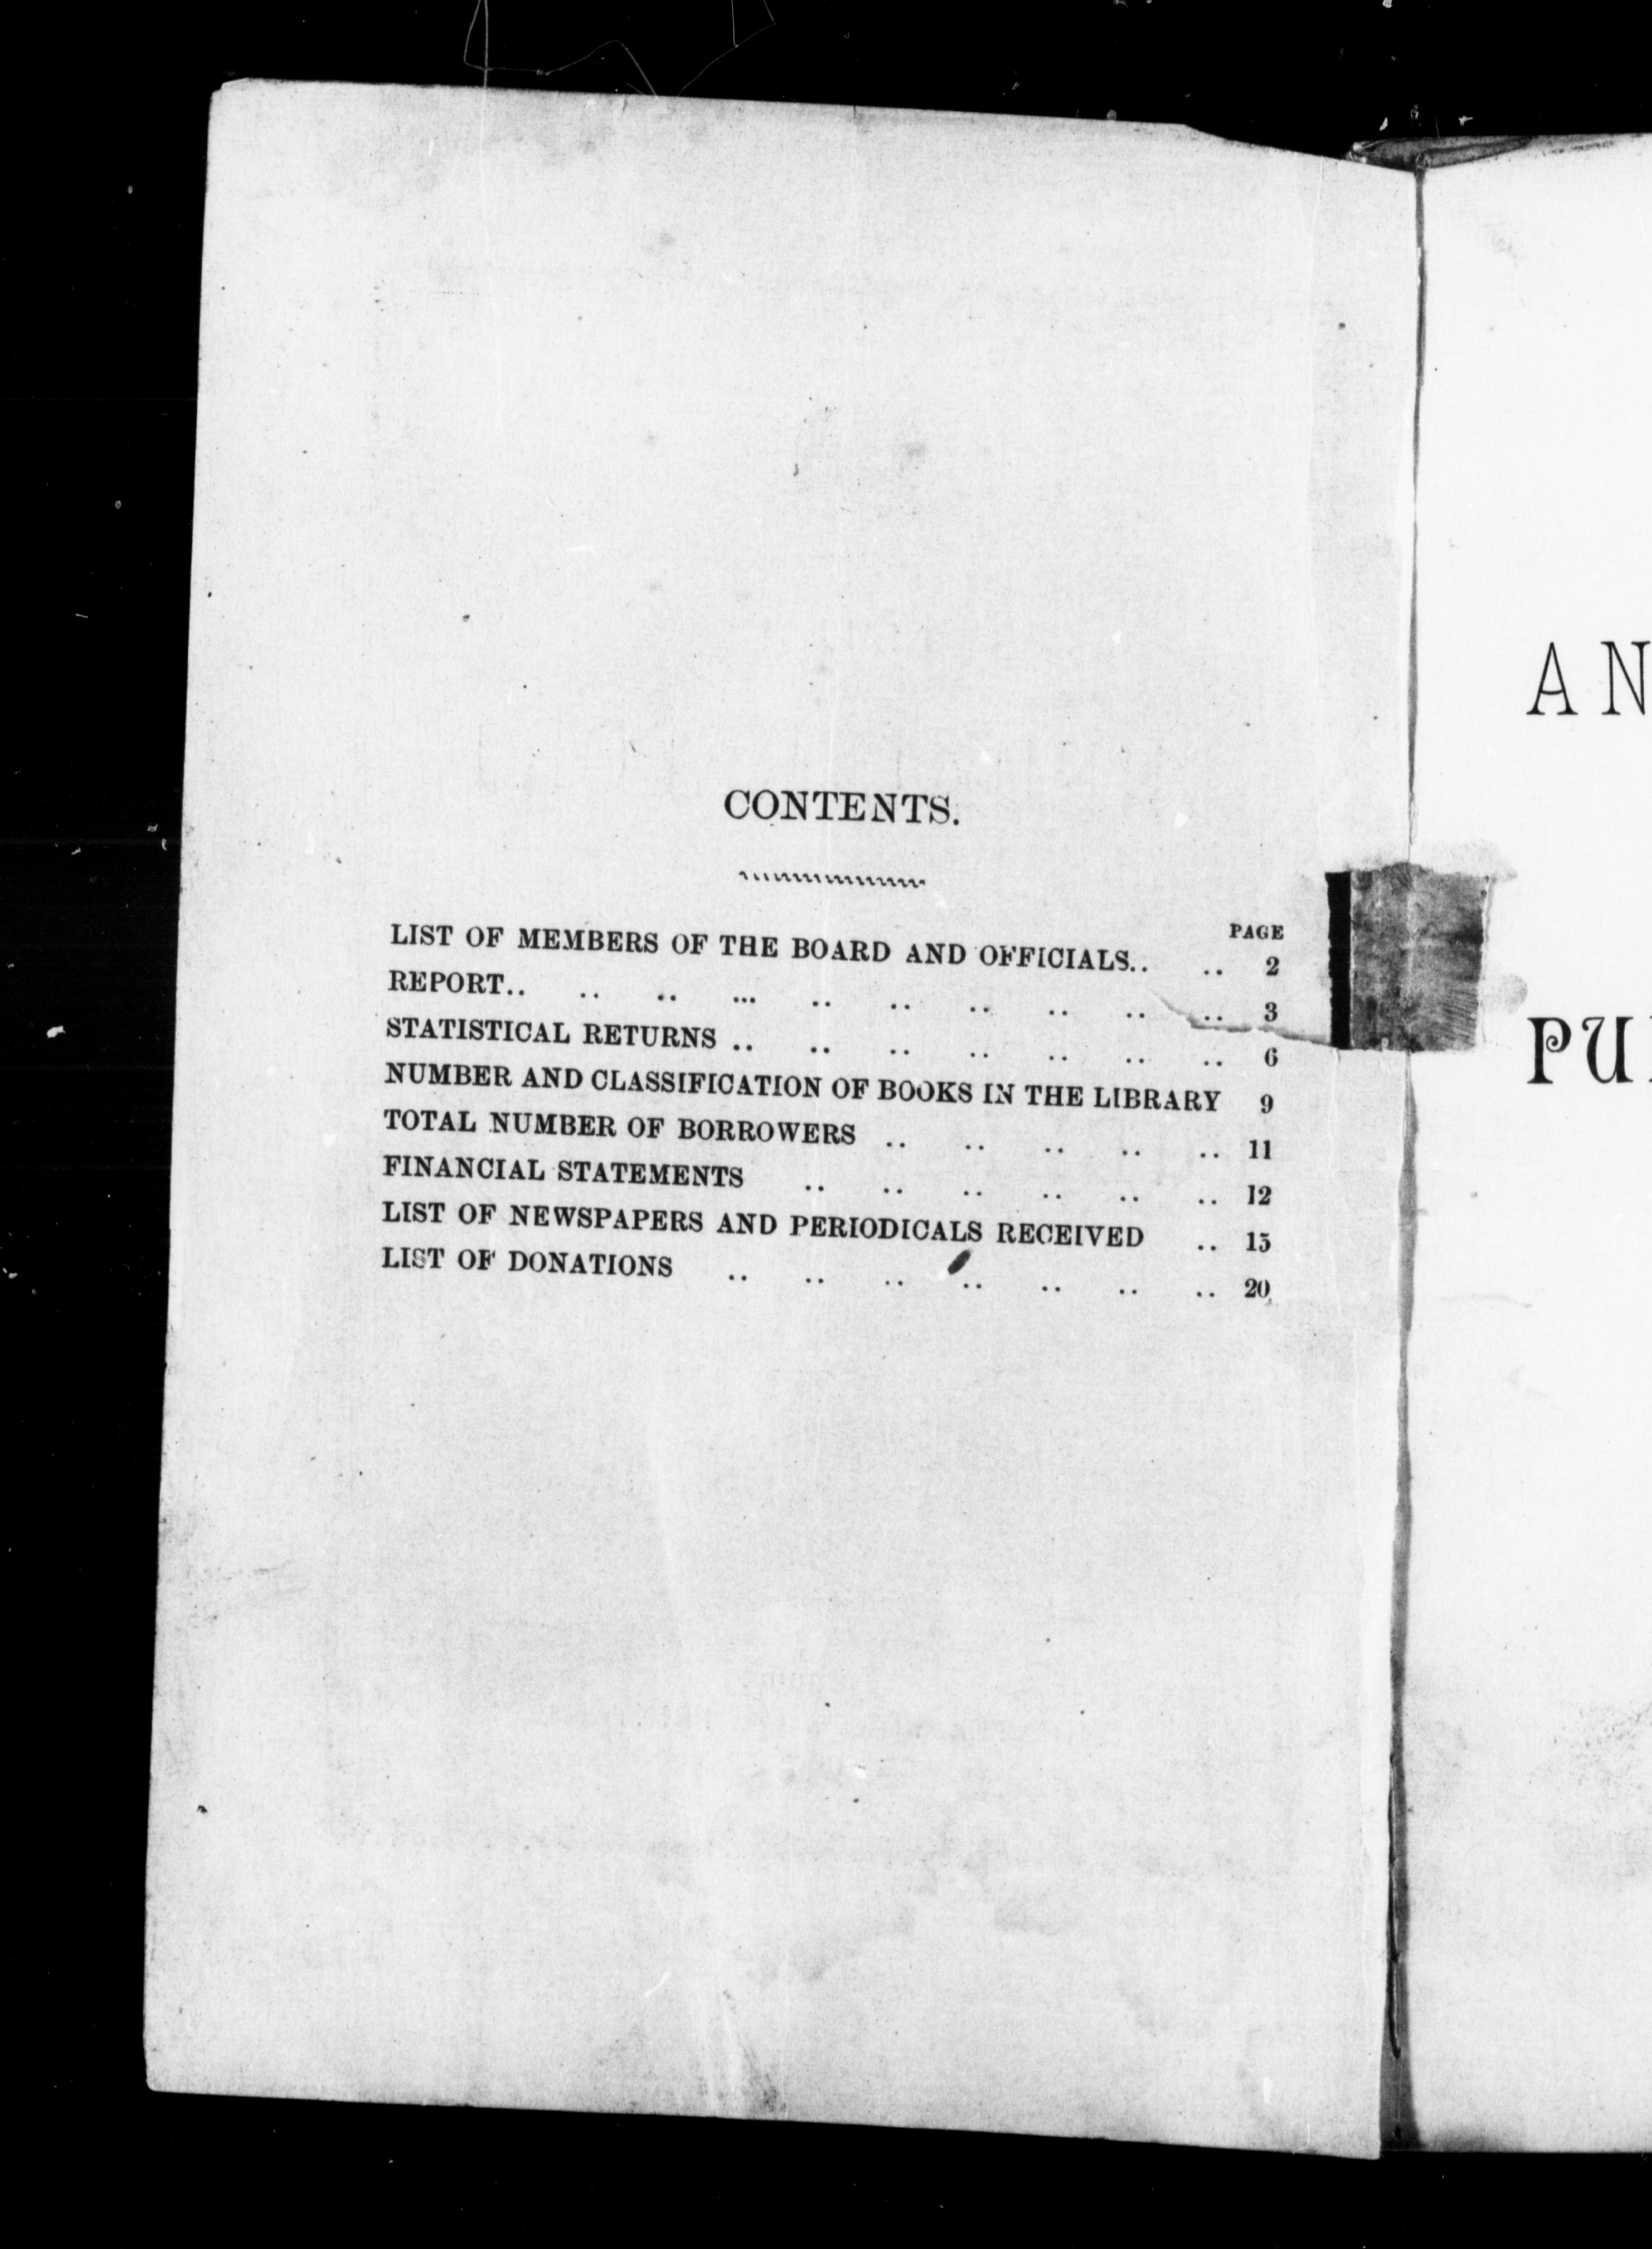 CONTENTS.
PAGE
LIST OF MEMBERS OF THE BOARD AND OFFICIALS.. .. 2
REPORT.. .. .. ... .. .. .. .. .. .. 3
STATISTICAL RETURNS .. .. .. .. .. .. .. 6
NUMBER AND CLASSIFICATION OF BOOKS IN THE LIBRARY 9
TOTAL NUMBER OF BORROWERS .. .. .. .. .. 11
FINANCIAL STATEMENTS .. .. .. .. .. .. 12
LIST OF NEWSPAPERS AND PERIODICALS RECEIVED .. 15
LIST OF DONATIONS .. .. .. .. .. .. .. 20
AN
PU